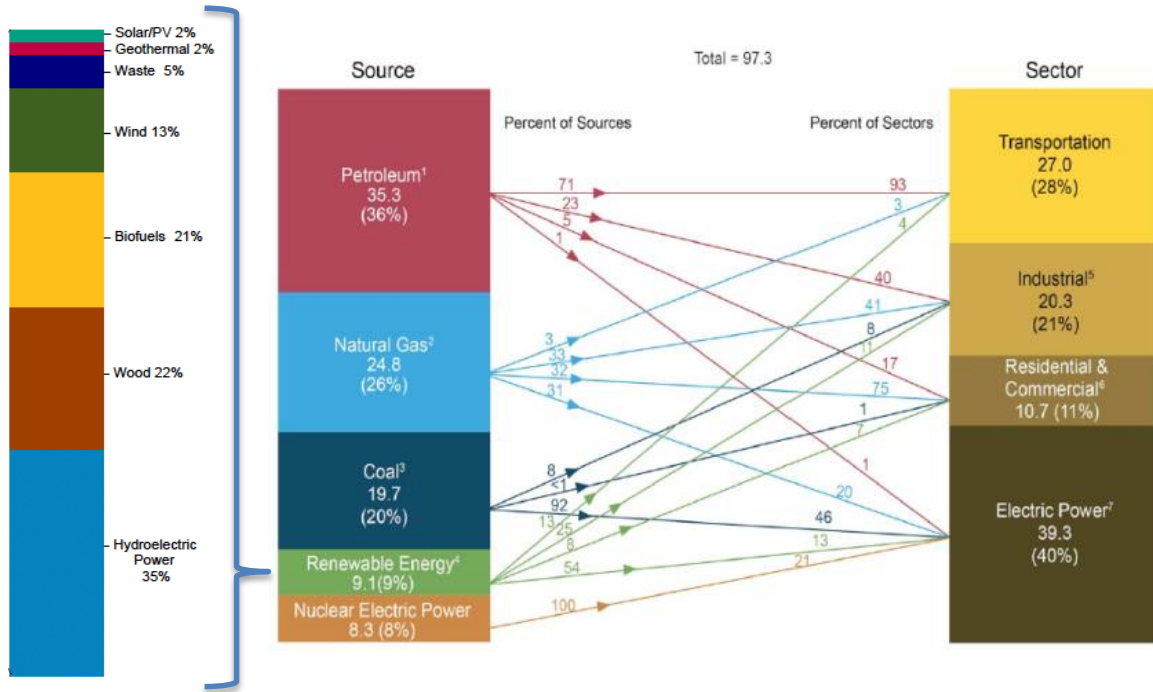 Solar/PV 2%
Geothermal 2%
Waste 5%
Wind 13%
Biofuels 21%
Wood 22%
Hydroelectric
Power
35%
Total = 97.3
Source
Sector
Percent of Sources
Percent of Sectors
Petroleum¹
35.3
(36%)
Natural Gas²
24.8
(26%)
Coal³
19.7
(20%)
Renewable Energy⁴
9.1(9%)
Nuclear Electric Power
8.3 (8%)
71
23
5
1
3
33
32
31
8
<1
92
13
25
8
54
100
93
3
4
40
41
8
11
17
75
1
7
1
20
46
13
21
Transportation
27.0
(28%)
Industrial⁵
20.3
(21%)
Residential &
Commercial⁶
10.7 (11%)
Electric Power⁷
39.3
(40%)